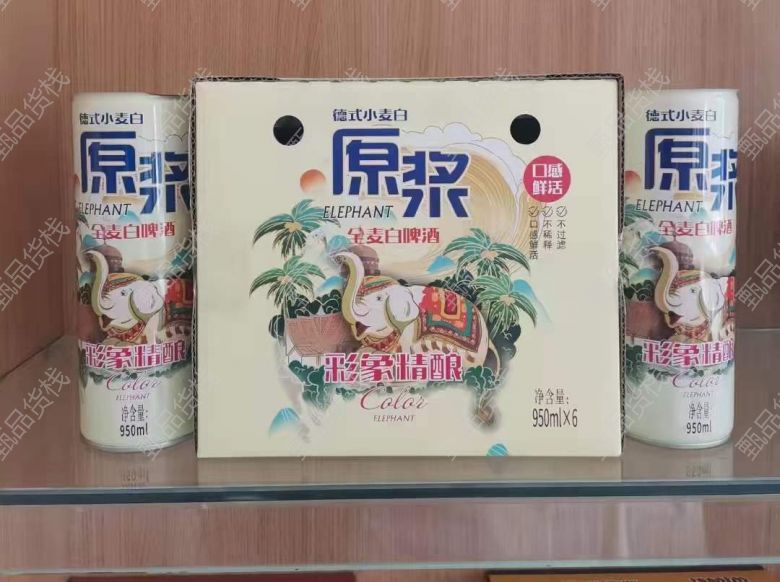 德式小麦白
原浆
ELEPHANT
全麦白啤酒
彩象精酿
Color
净含量:
950ml
德式小麦白
原浆
ELEPHANT
全麦白啤酒
口感
鲜活
不过滤
不稀释
口感鲜活
彩象精酿
Color
ELEPHANT
净含量:
950ml×6
德式小麦白
原浆
ELEPHANT
全麦白啤酒
彩象精酿
Color
ELEPHANT
净含量:
950ml
甄品货栈